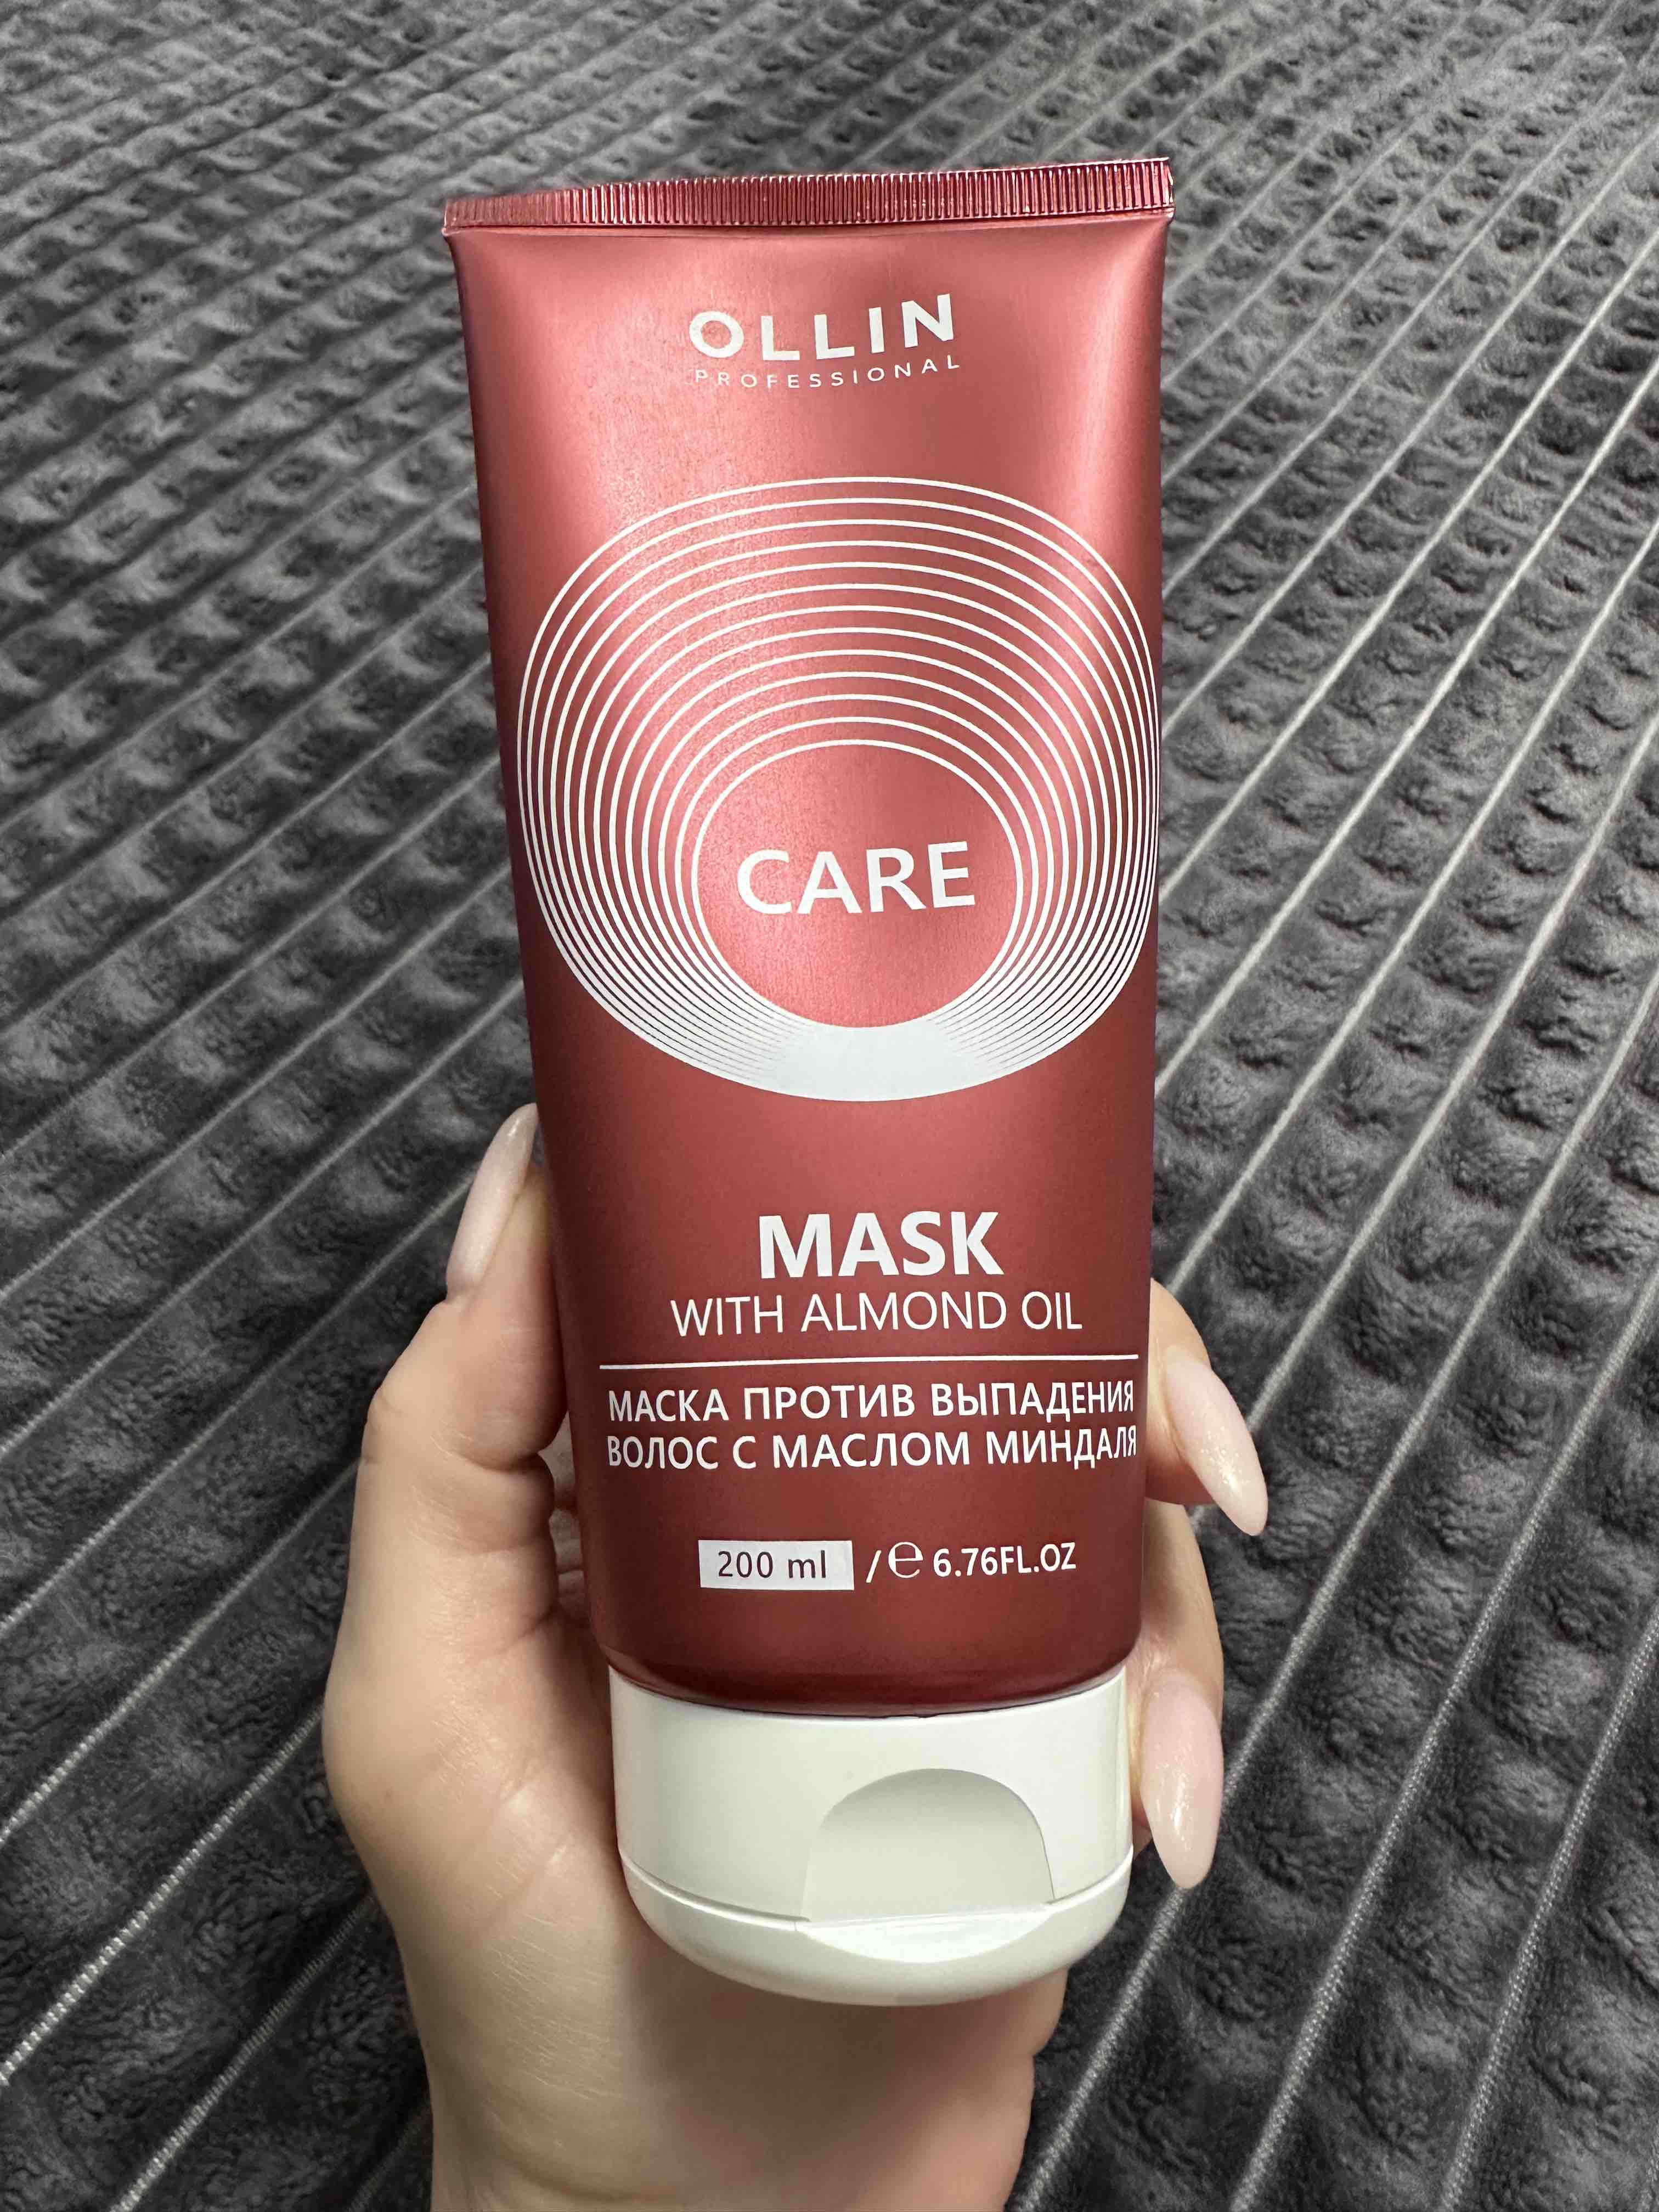 OLLIN
PROFESSIONAL
CARE
MASK
WITH ALMOND OIL
МАСКА ПРОТИВ ВЫПАДЕНИЯ
ВОЛОС С МАСЛОМ МИНДАЛЯ
200 ml / ℮ 6.76FL.OZ